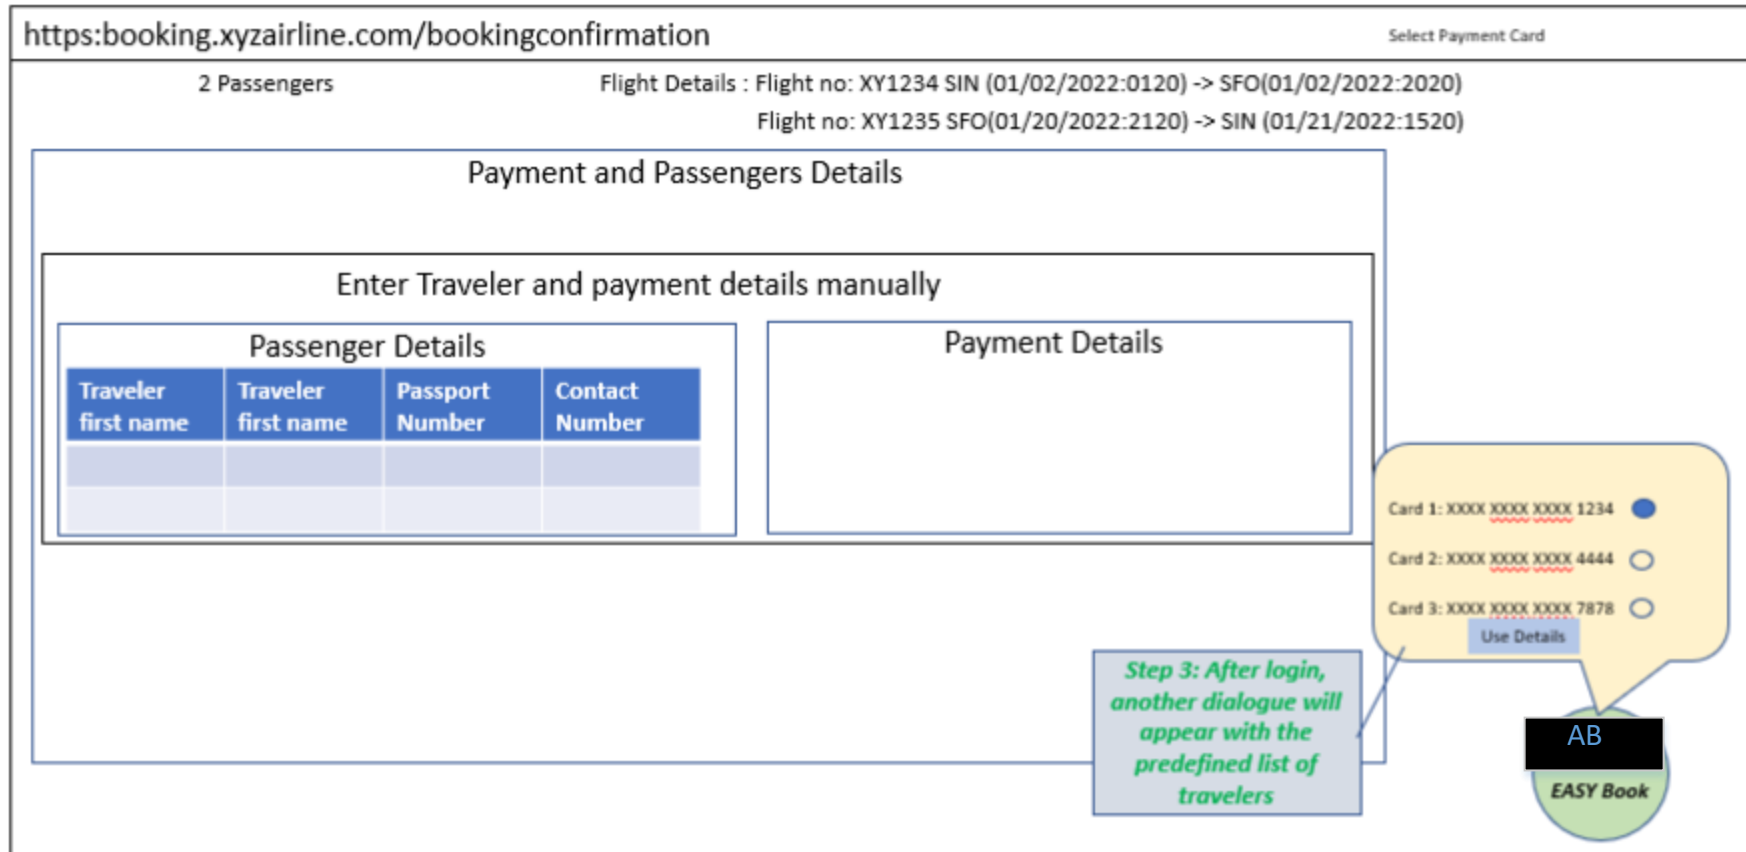 https:booking.xyzairline.com/bookingconfirmation
Select Payment Card
2 Passengers
Flight Details : Flight no: XY1234 SIN (01/02/2022:0120) -> SFO(01/02/2022:2020)
Flight no: XY1235 SFO(01/20/2022:2120) -> SIN (01/21/2022:1520)
Payment and Passengers Details
Enter Traveler and payment details manually
Passenger Details
Traveler first name
Traveler first name
Passport Number
Contact Number
Payment Details
Card 1: XXXX XXXX XXXX 1234
Card 2: XXXX XXXX XXXX 4444
Card 3: XXXX XXXX XXXX 7878
Use Details
Step 3: After login,
another dialogue will
appear with the
predefined list of
travelers
AB
EASY Book